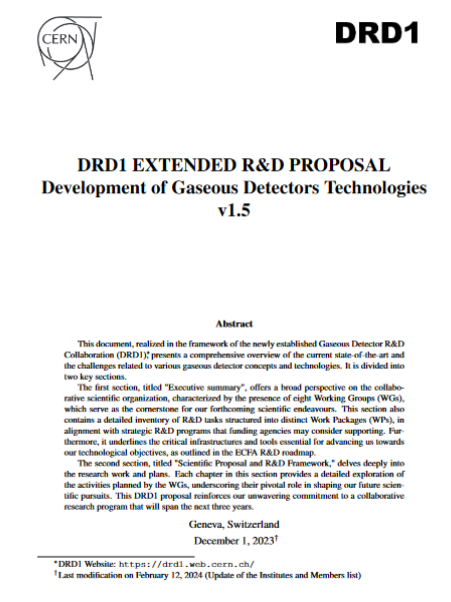 CERN
DRD1
DRD1 EXTENDED R&D PROPOSAL
Development of Gaseous Detectors Technologies
v1.5
Abstract
This document, realized in the framework of the newly established Gaseous Detector R&D
Collaboration (DRD1)*, presents a comprehensive overview of the current state-of-the-art and
the challenges related to various gaseous detector concepts and technologies. It is divided into
two key sections.
The first section, titled "Executive summary", offers a broad perspective on the collabo-
rative scientific organization, characterized by the presence of eight Working Groups (WGs),
which serve as the cornerstone for our forthcoming scientific endeavours. This section also
contains a detailed inventory of R&D tasks structured into distinct Work Packages (WPs), in
alignment with strategic R&D programs that funding agencies may consider supporting. Fur-
thermore, it underlines the critical infrastructures and tools essential for advancing us towards
our technological objectives, as outlined in the ECFA R&D roadmap.
The second section, titled "Scientific Proposal and R&D Framework," delves deeply into
the research work and plans. Each chapter in this section provides a detailed exploration of
the activities planned by the WGs, underscoring their pivotal role in shaping our future scien-
tific pursuits. This DRD1 proposal reinforces our unwavering commitment to a collaborative
research program that will span the next three years.
Geneva, Switzerland
December 1, 2023†
*DRD1 Website: https://drd1.web.cern.ch/
†Last modification on February 12, 2024 (Update of the Institutes and Members list)